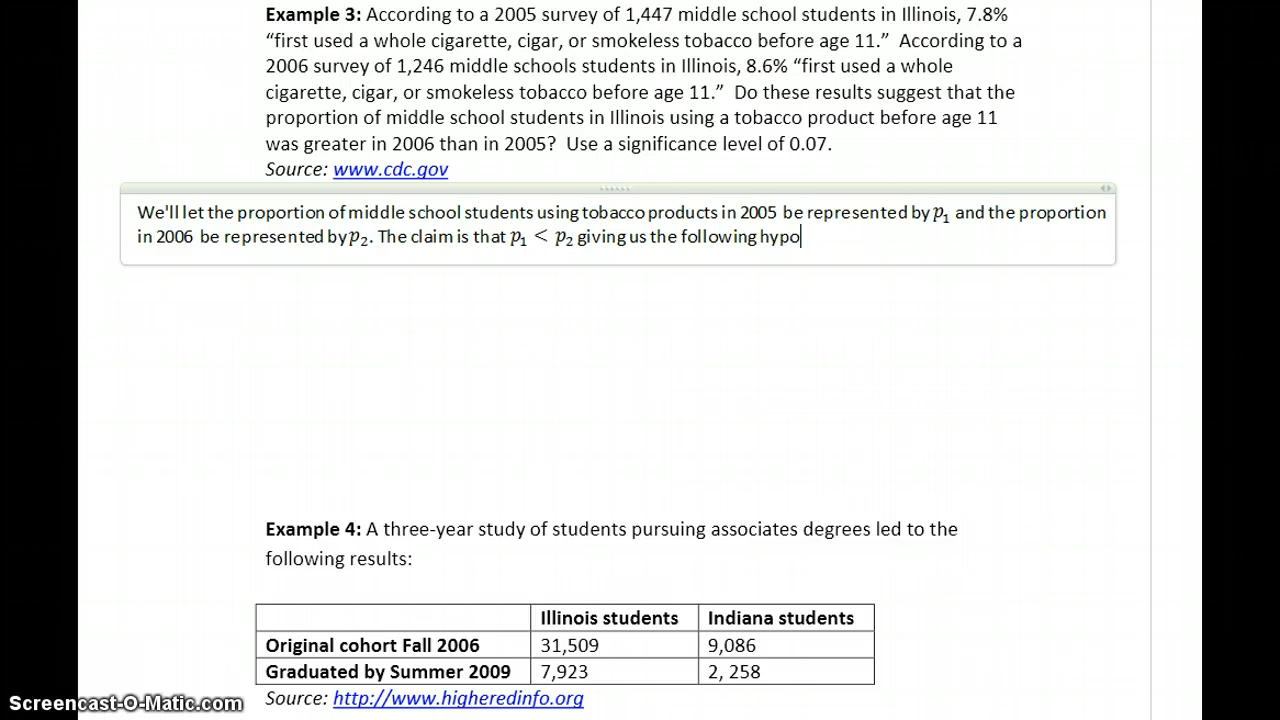 Example 3: According to a 2005 survey of 1,447 middle school students in Illinois, 7.8%
“first used a whole cigarette, cigar, or smokeless tobacco before age 11.” According to a
2006 survey of 1,246 middle schools students in Illinois, 8.6% “first used a whole
cigarette, cigar, or smokeless tobacco before age 11.” Do these results suggest that the
proportion of middle school students in Illinois using a tobacco product before age 11
was greater in 2006 than in 2005? Use a significance level of 0.07.
Source: www.cdc.gov
We'll let the proportion of middle school students using tobacco products in 2005 be represented by p₁ and the proportion
in 2006 be represented by p₂. The claim is that p₁ < p₂ giving us the following hypo
Example 4: A three-year study of students pursuing associates degrees led to the
following results:
Illinois students Indiana students
Original cohort Fall 2006 31,509 9,086
Graduated by Summer 2009 7,923 2, 258
Source: http://www.higheredinfo.org
Screencast-O-Matic.com